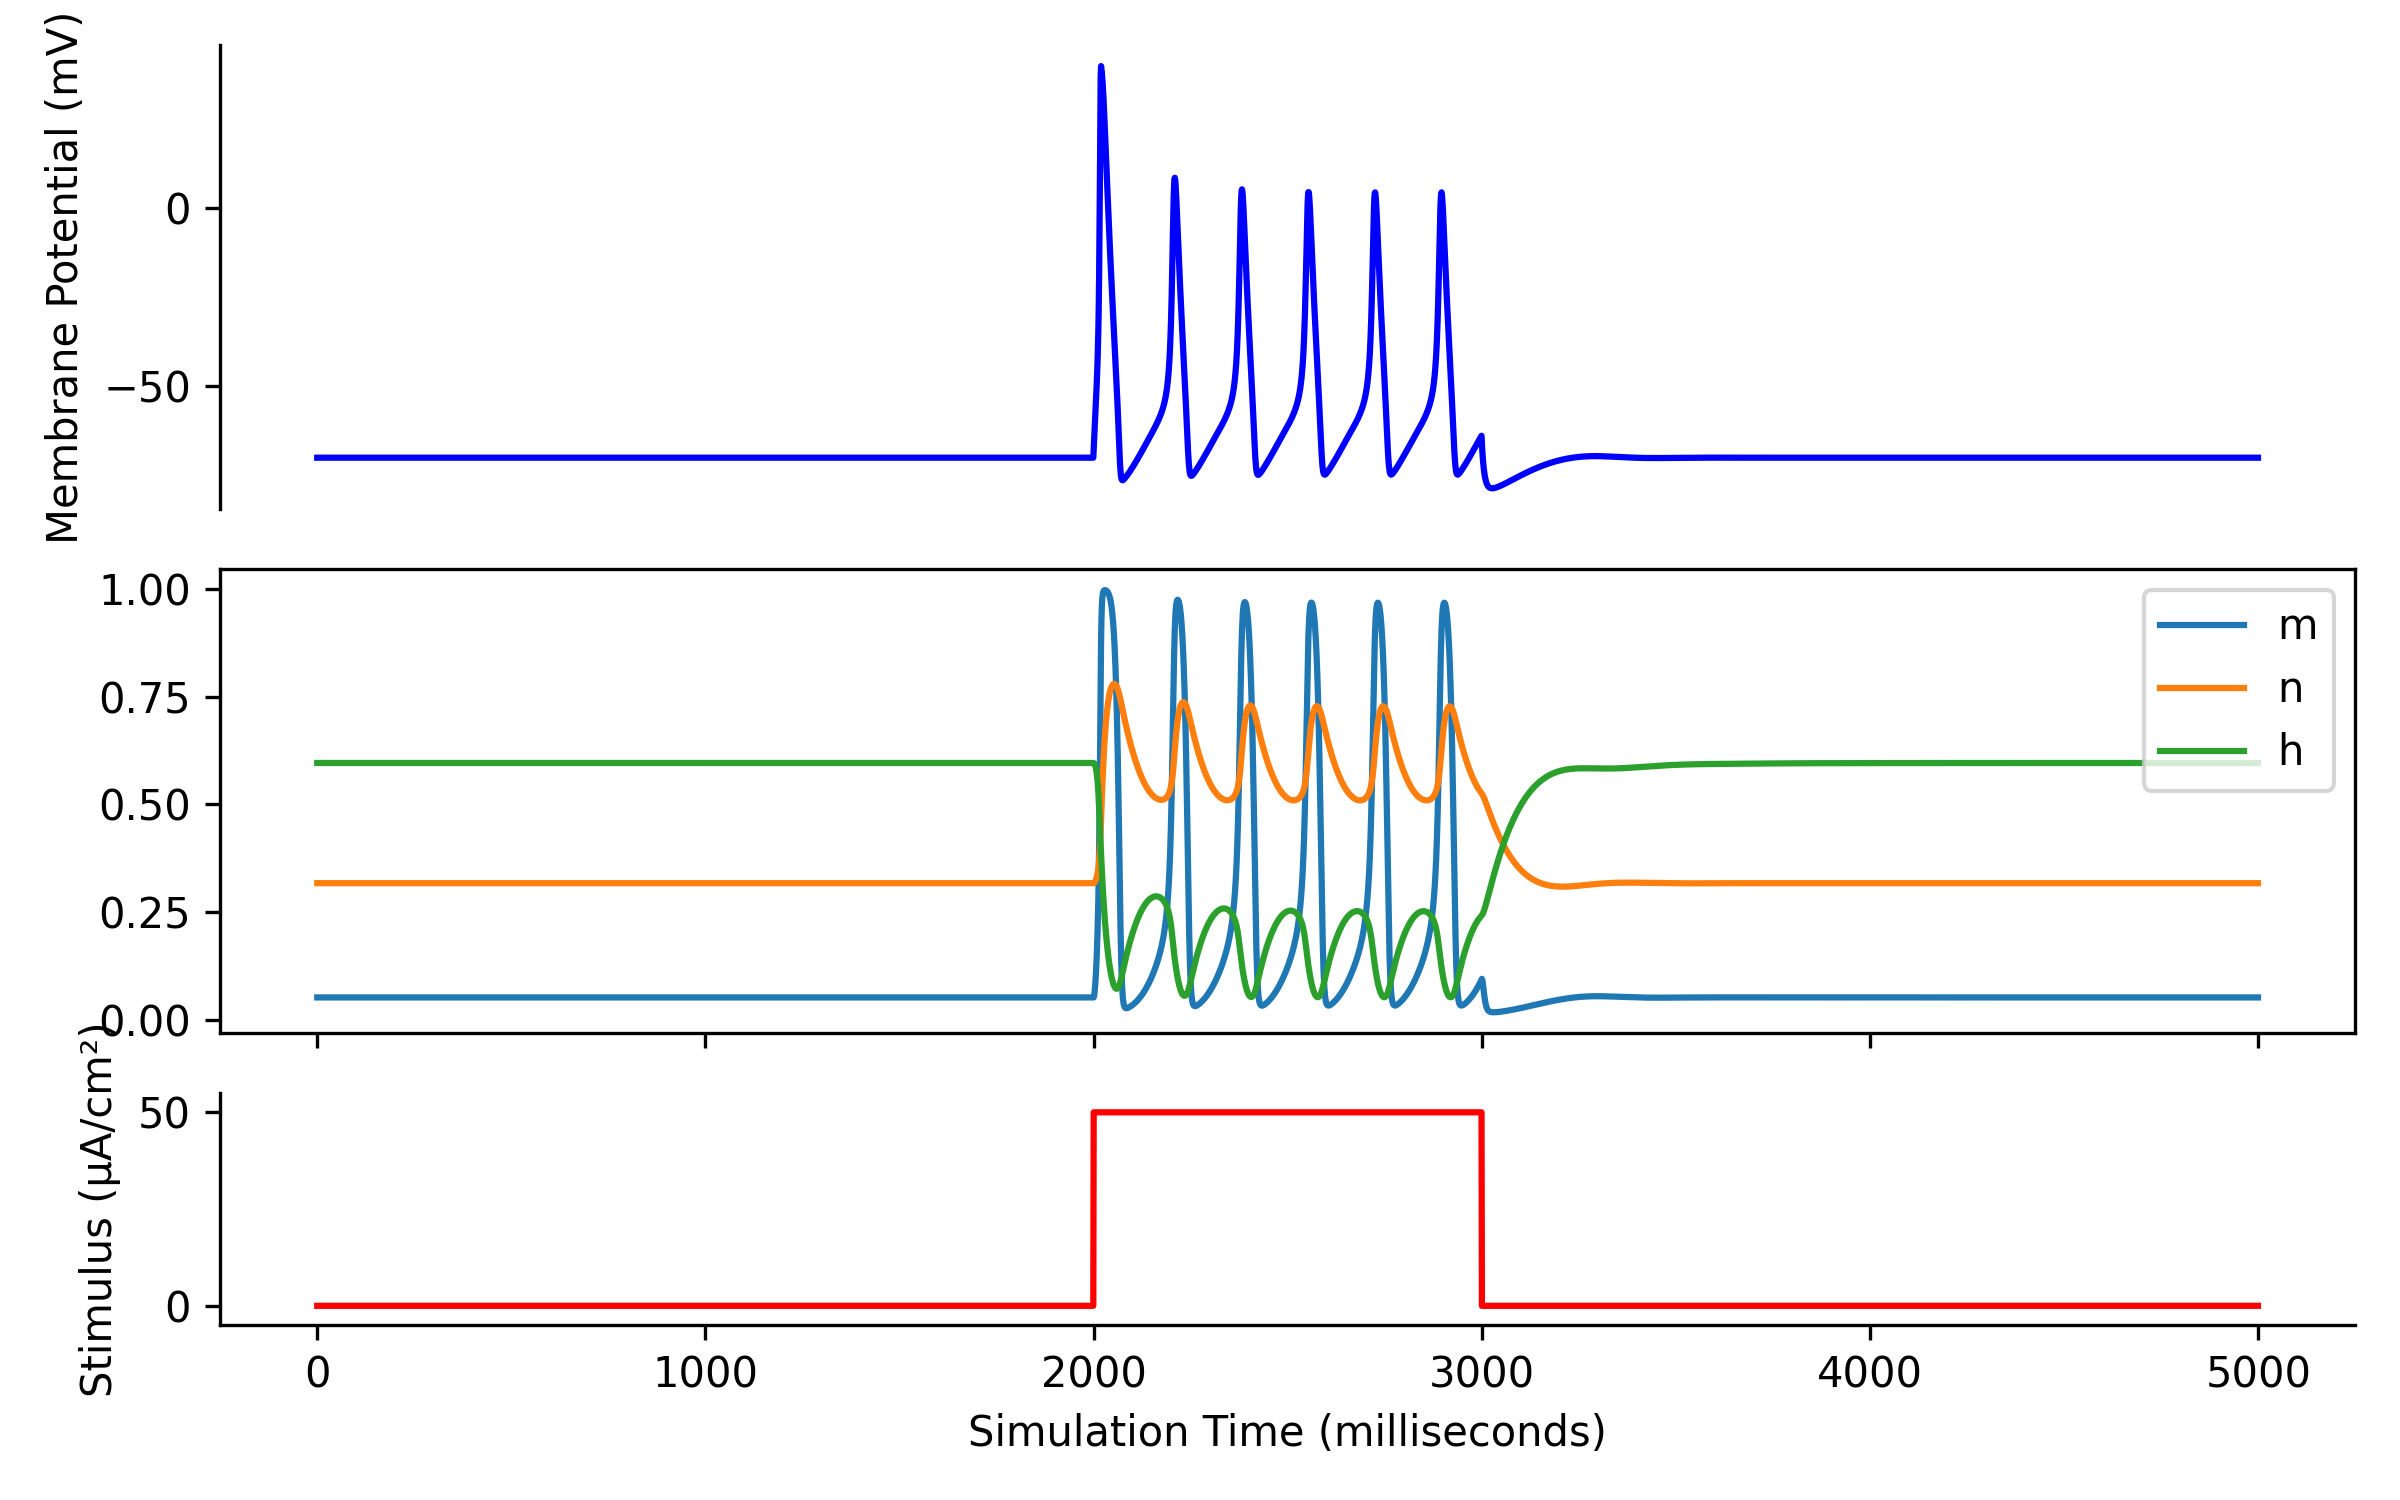 Membrane Potential (mV)
0
−50
1.00
0.75
0.50
0.25
0.00
m
n
h
Stimulus (µA/cm²)
50
0
0 1000 2000 3000 4000 5000
Simulation Time (milliseconds)